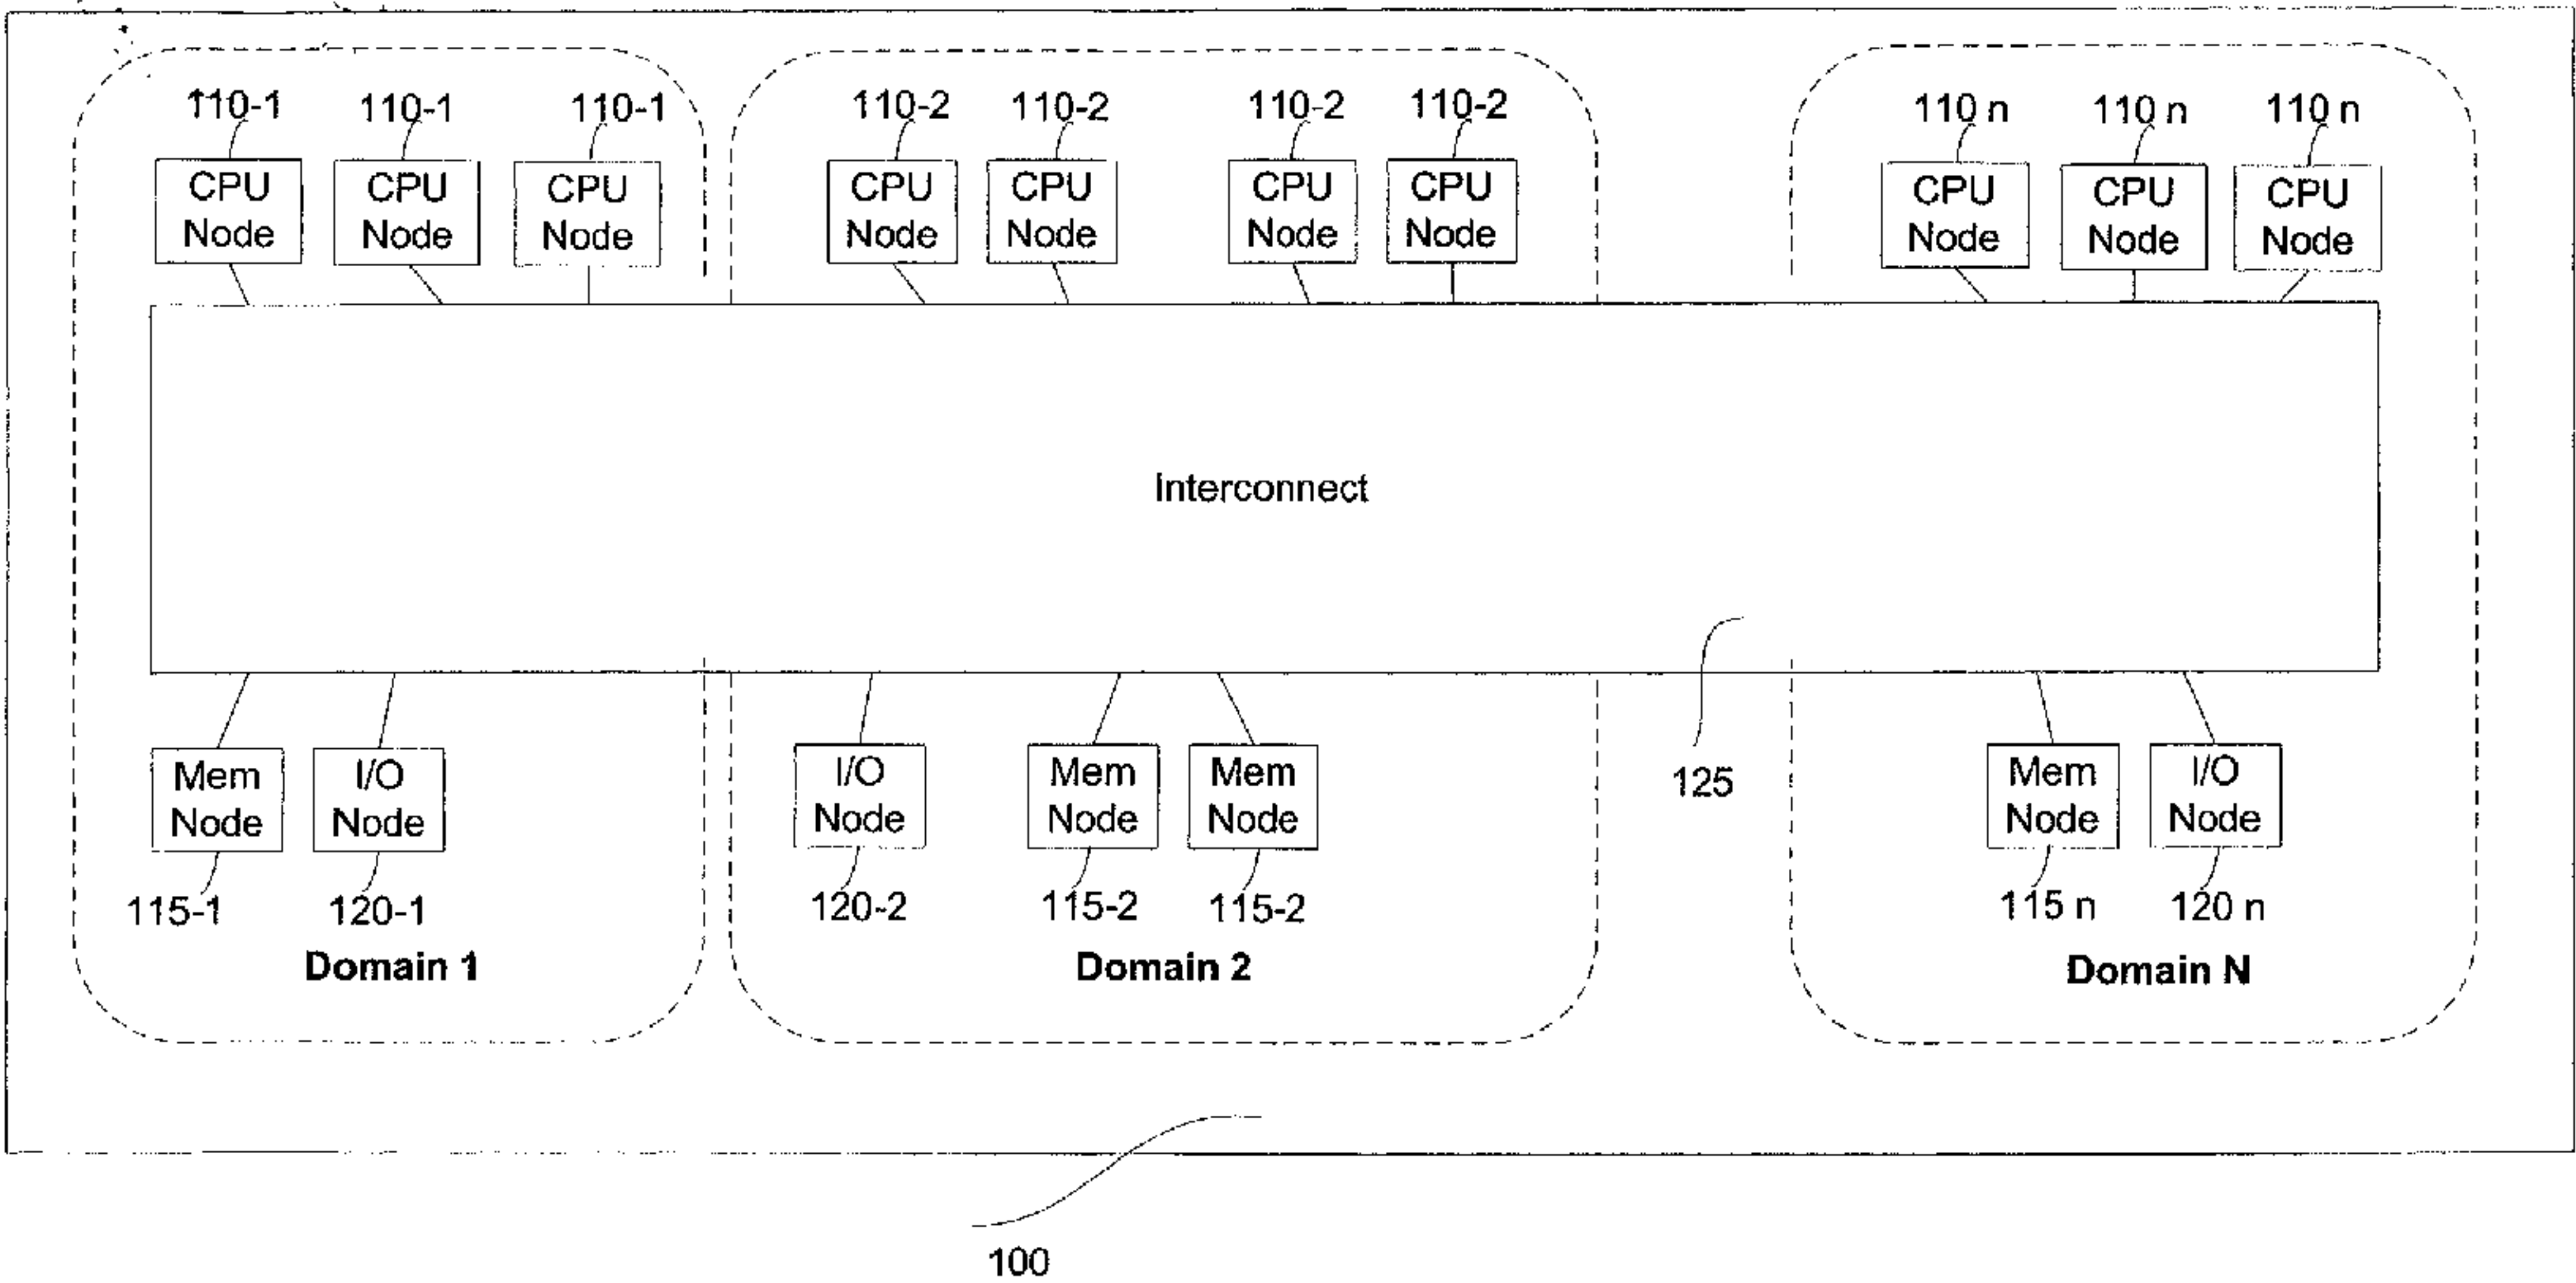 110-1 110-1 110-1 110-2 110-2 110-2 110-2 110 n 110 n 110 n
CPU CPU CPU CPU CPU CPU CPU CPU CPU CPU
Node Node Node Node Node Node Node Node Node Node
Interconnect
125
Mem I/O I/O Mem Mem Mem I/O
Node Node Node Node Node Node Node
115-1 120-1 120-2 115-2 115-2 115 n 120 n
Domain 1 Domain 2 Domain N
100